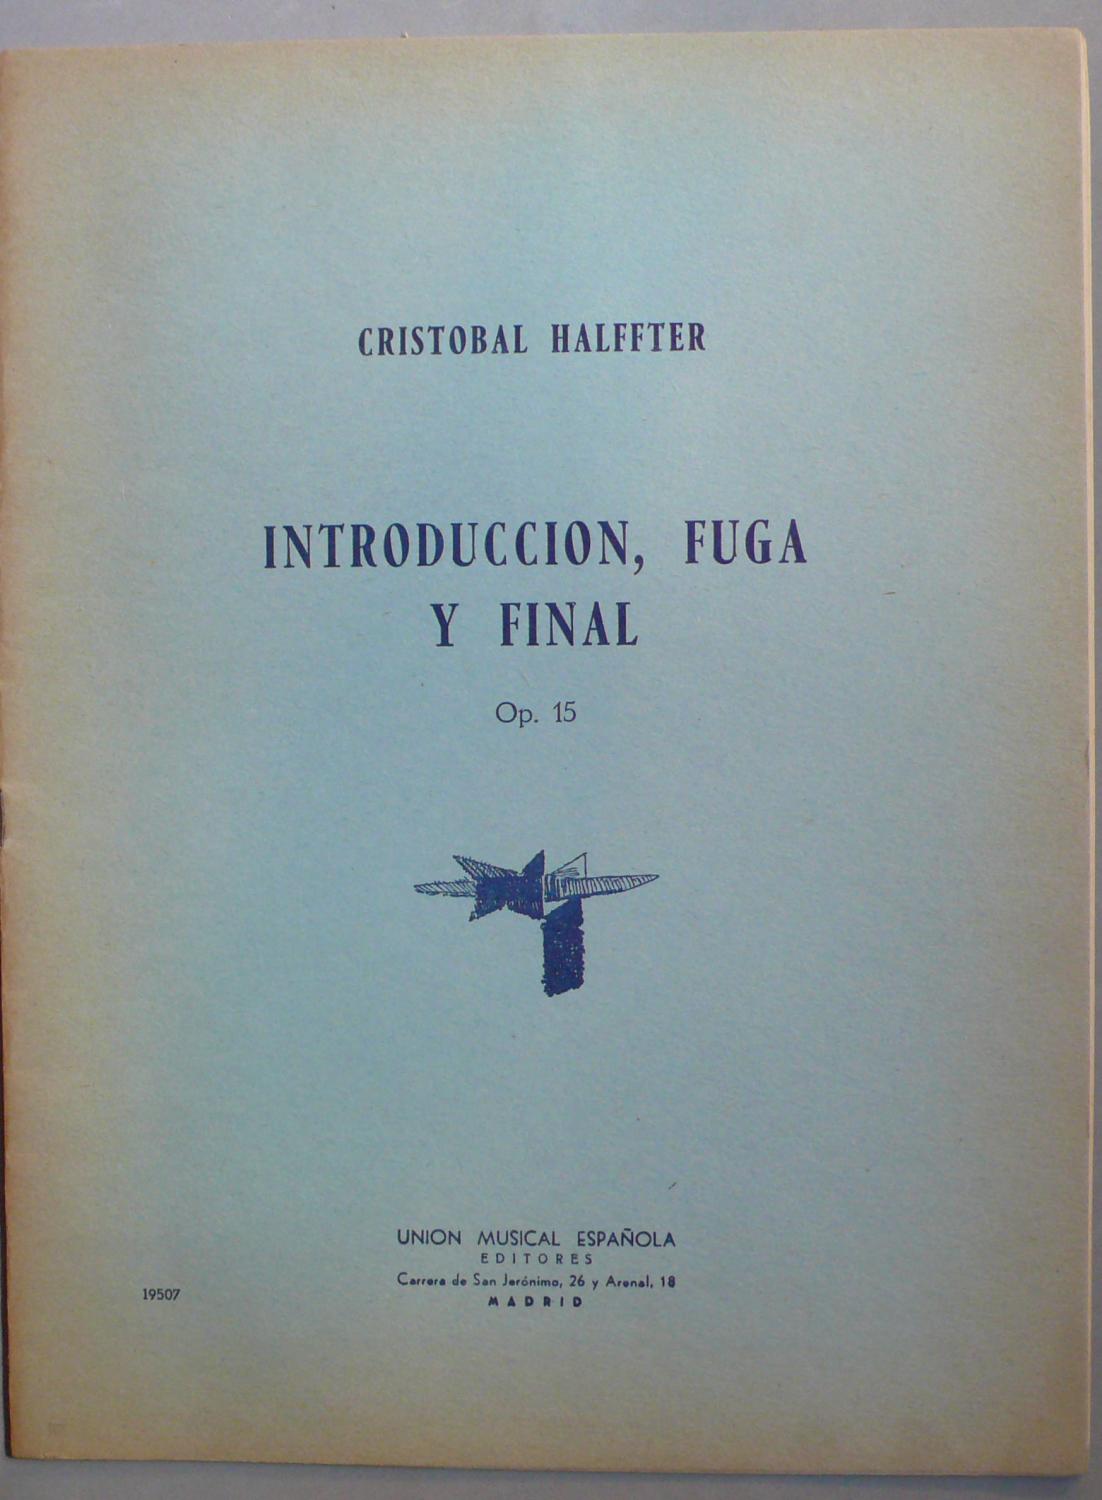 CRISTOBAL HALFFTER
INTRODUCCION, FUGA
Y FINAL
Op. 15
UNION MUSICAL ESPAÑOLA
EDITORES
Carrera de San Jerónimo, 26 y Arenal, 18
MADRID
19507